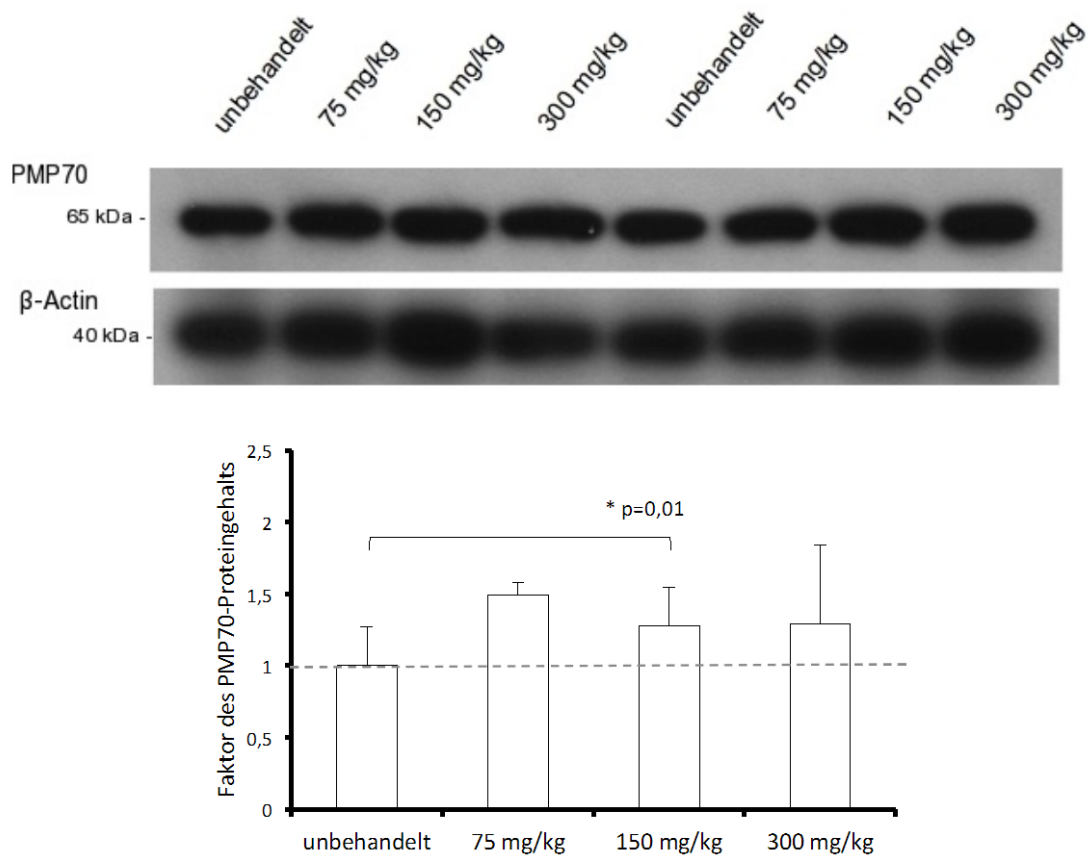 unbehandelt 75 mg/kg 150 mg/kg 300 mg/kg unbehandelt 75 mg/kg 150 mg/kg 300 mg/kg
PMP70
65 kDa -
β-Actin
40 kDa -
Faktor des PMP70-Proteingehalts
2,5
2
1,5
1
0,5
0
* p=0,01
unbehandelt 75 mg/kg 150 mg/kg 300 mg/kg